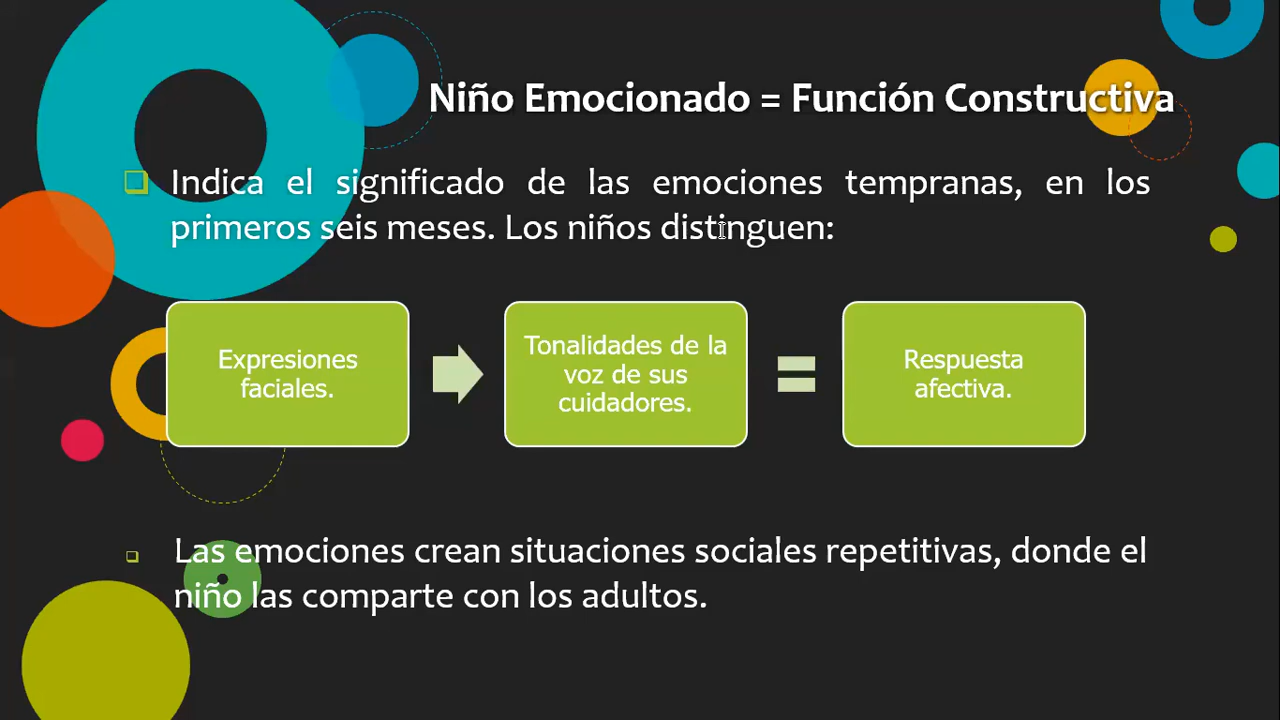 Niño Emocionado = Función Constructiva
Indica el significado de las emociones tempranas, en los
primeros seis meses. Los niños distinguen:
Expresiones
faciales.
Tonalidades de la
voz de sus
cuidadores.
=
Respuesta
afectiva.
Las emociones crean situaciones sociales repetitivas, donde el
niño las comparte con los adultos.